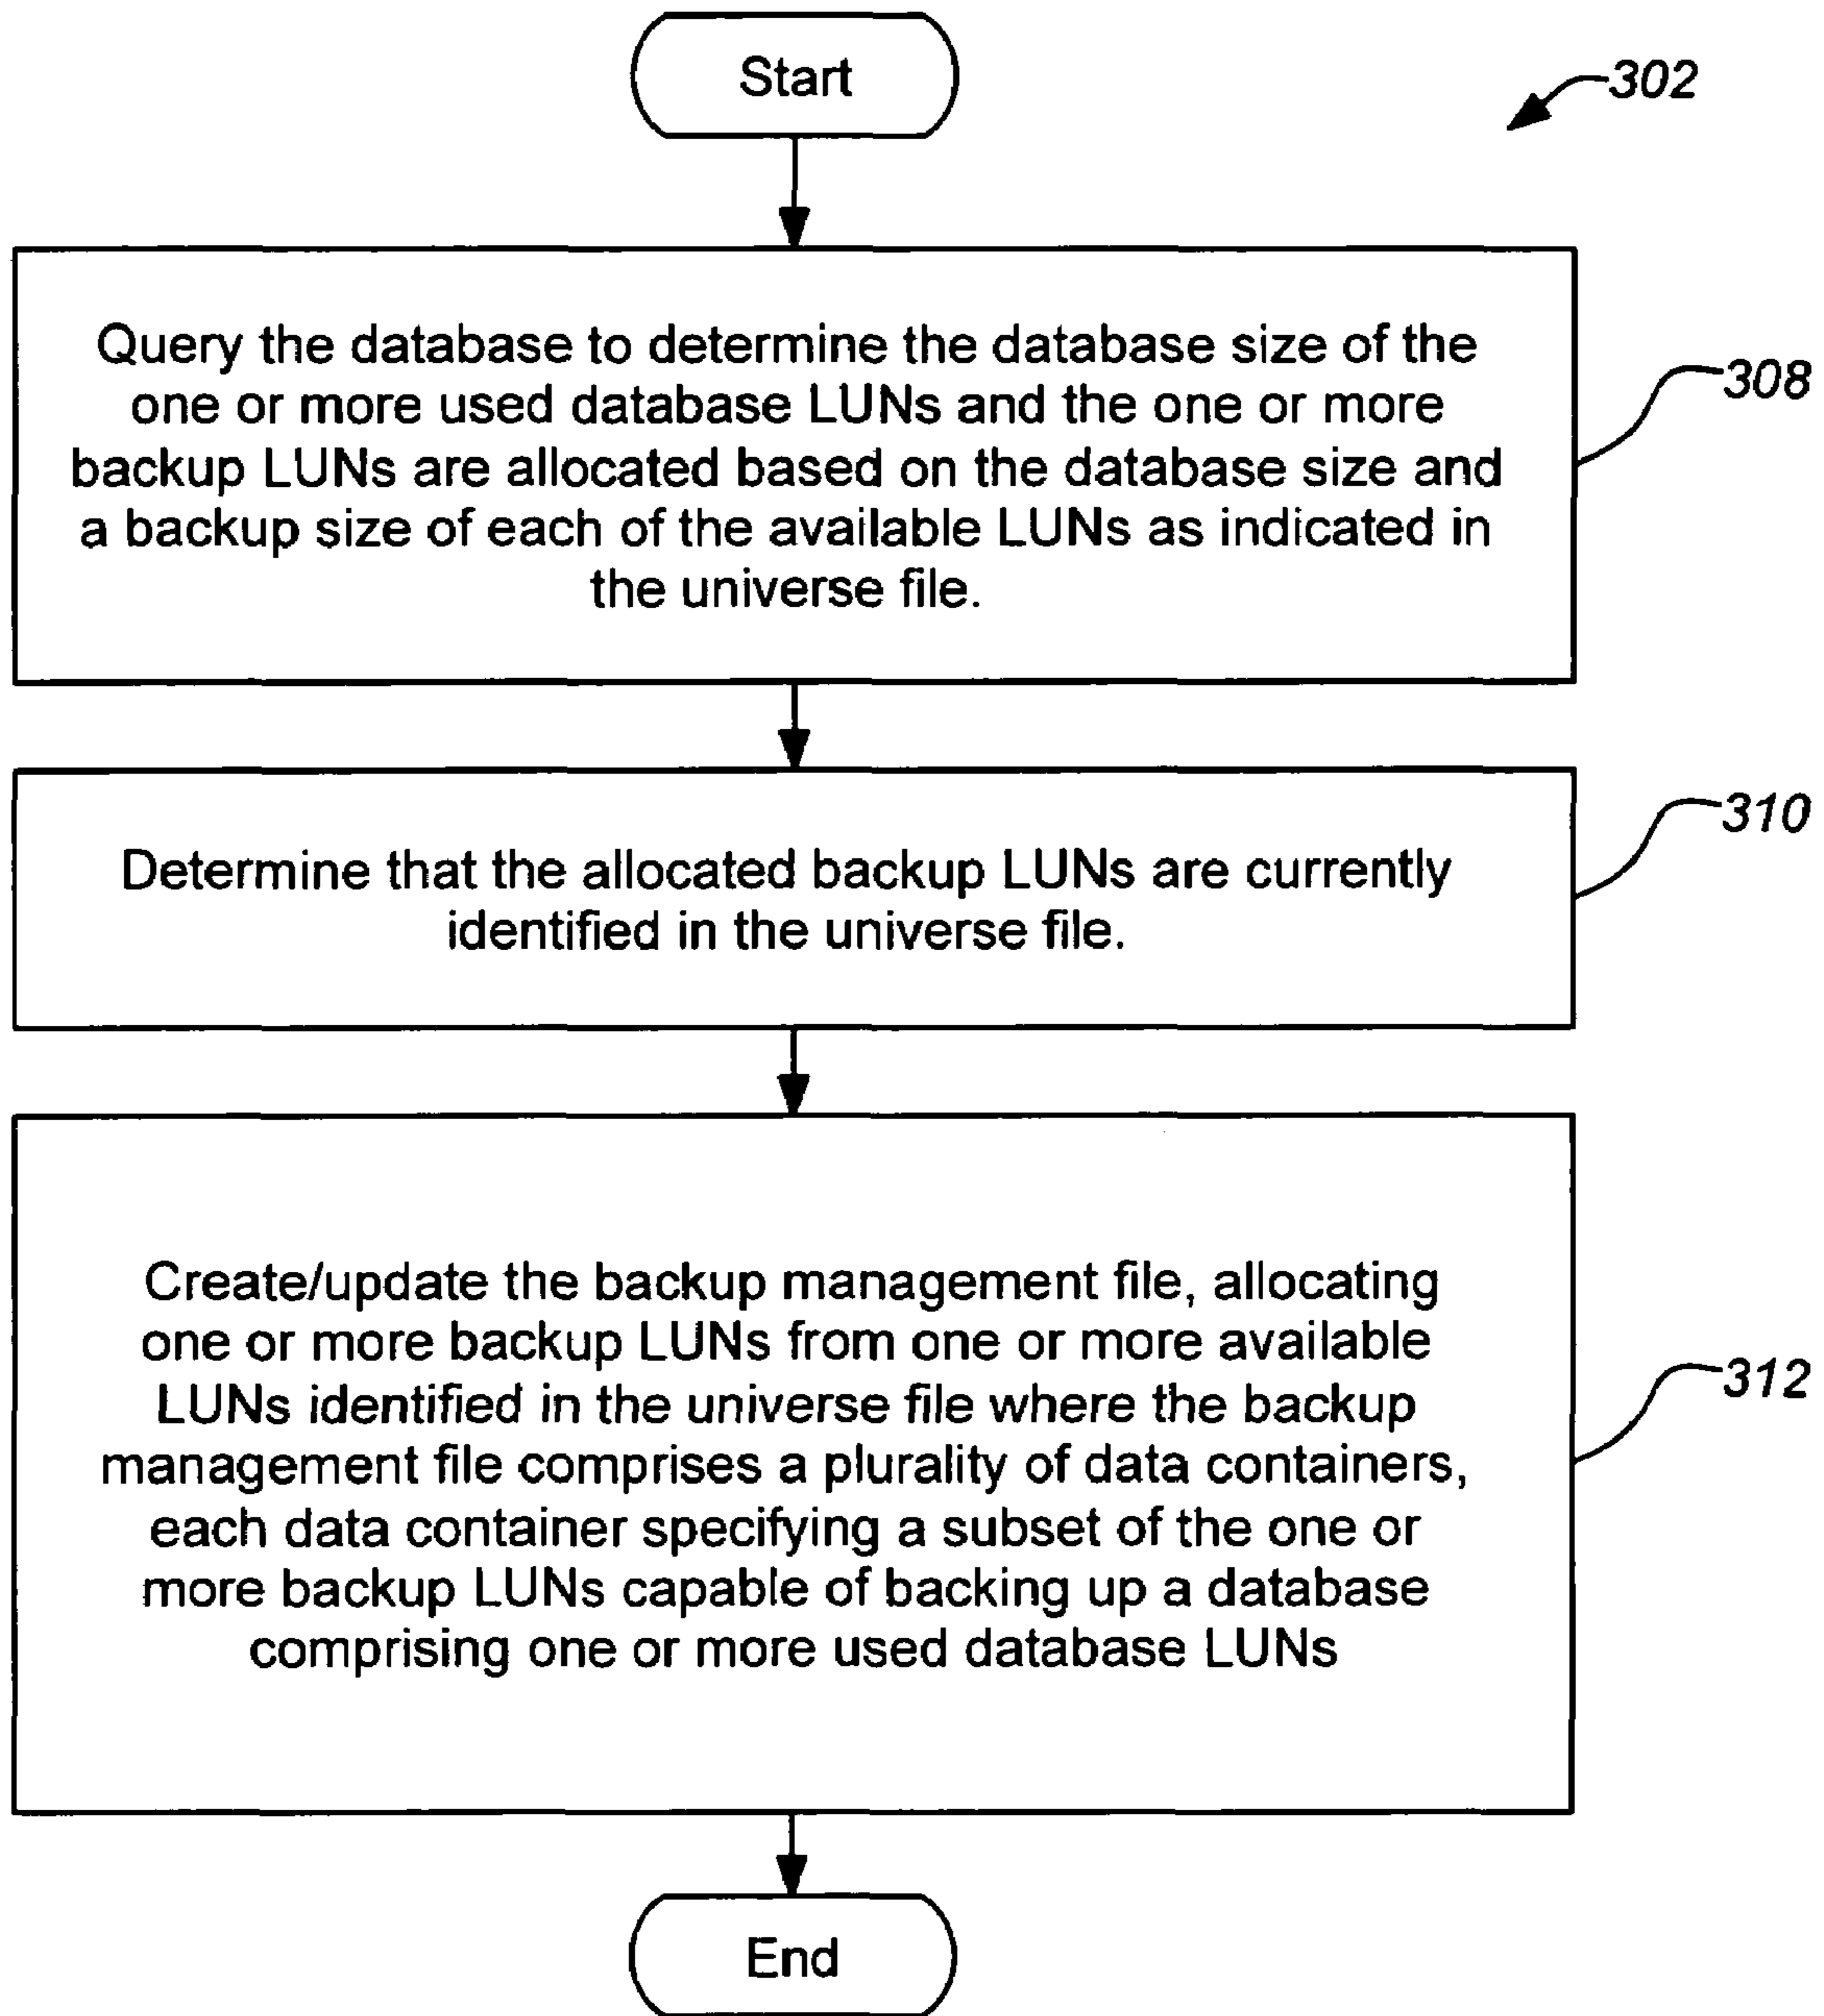 Start
302
Query the database to determine the database size of the
one or more used database LUNs and the one or more
backup LUNs are allocated based on the database size and
a backup size of each of the available LUNs as indicated in
the universe file.
308
Determine that the allocated backup LUNs are currently
identified in the universe file.
310
Create/update the backup management file, allocating
one or more backup LUNs from one or more available
LUNs identified in the universe file where the backup
management file comprises a plurality of data containers,
each data container specifying a subset of the one or
more backup LUNs capable of backing up a database
comprising one or more used database LUNs
312
End